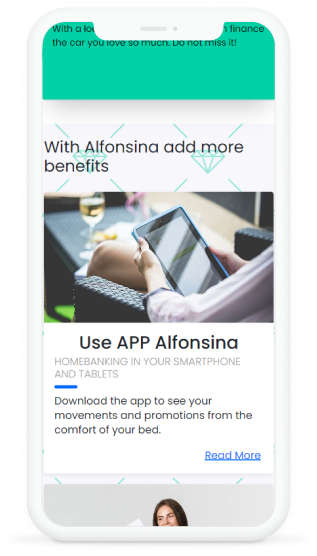 With a lo finance
the car you love so much. Do not miss it!
With Alfonsina add more
benefits
Use APP Alfonsina
HOMEBANKING IN YOUR SMARTPHONE
AND TABLETS
Download the app to see your
movements and promotions from the
comfort of your bed.
Read More